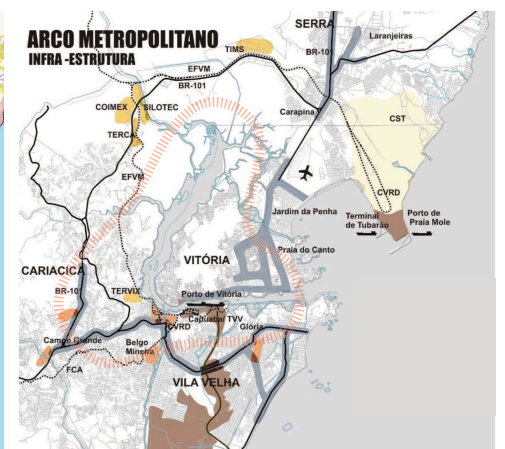 ARCO METROPOLITANO
INFRA -ESTRUTURA
SERRA
TIMS
BR-101
Laranjeiras
EFVM
BR-101
COIMEX
SILOTEC
Carapina
CST
TERCA
EFVM
CVRD
Jardim da Penha
Terminal
de Tubarão
Porto de
Praia Mole
Praia do Canto
VITÓRIA
CARIACICA
BR-101
TERVIX
Porto de Vitória
Capuaba/ TVV
CVRD
Glória
Campo Grande
Belgo
Mineira
FCA
VILA VELHA